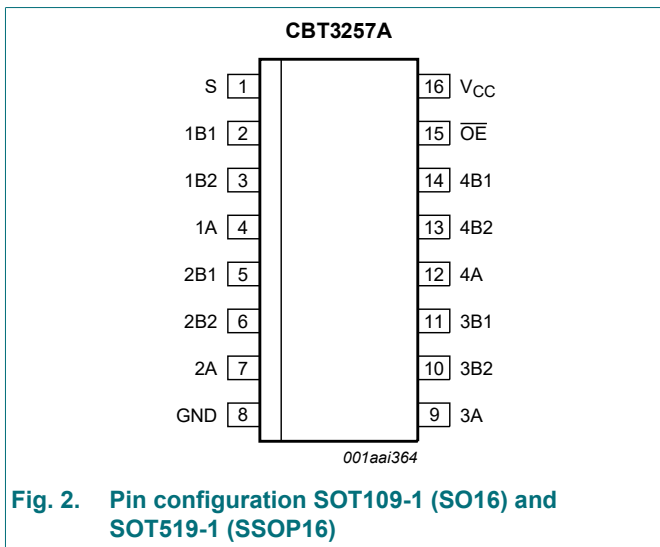 CBT3257A
S 1 16 VCC
1B1 2 15 OE
1B2 3 14 4B1
1A 4 13 4B2
2B1 5 12 4A
2B2 6 11 3B1
2A 7 10 3B2
GND 8 9 3A
001aai364
Fig. 2. Pin configuration SOT109-1 (SO16) and
SOT519-1 (SSOP16)